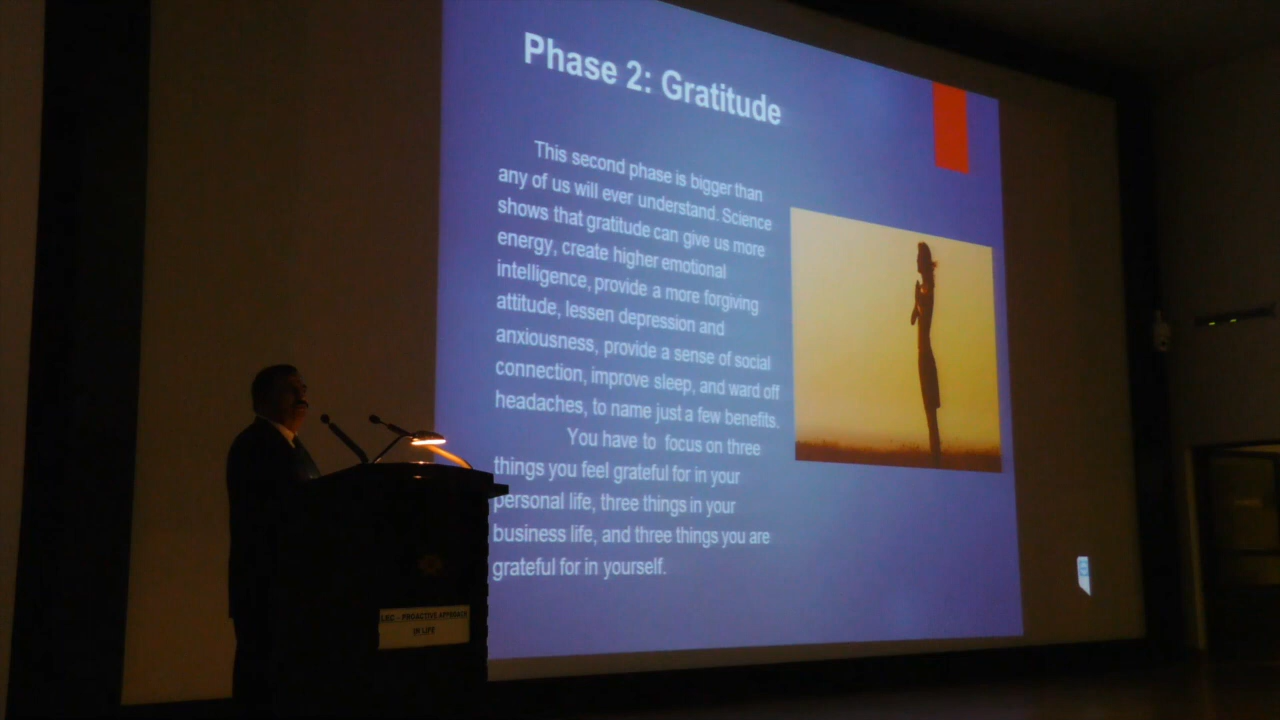 Phase 2: Gratitude
This second phase is bigger than
any of us will ever understand. Science
shows that gratitude can give us more
energy, create higher emotional
intelligence, provide a more forgiving
attitude, lessen depression and
anxiousness, provide a sense of social
connection, improve sleep, and ward off
headaches, to name just a few benefits.
You have to focus on three
things you feel grateful for in your
personal life, three things in your
business life, and three things you are
grateful for in yourself.
- PROACTIVE APPROACH
IN LIFE